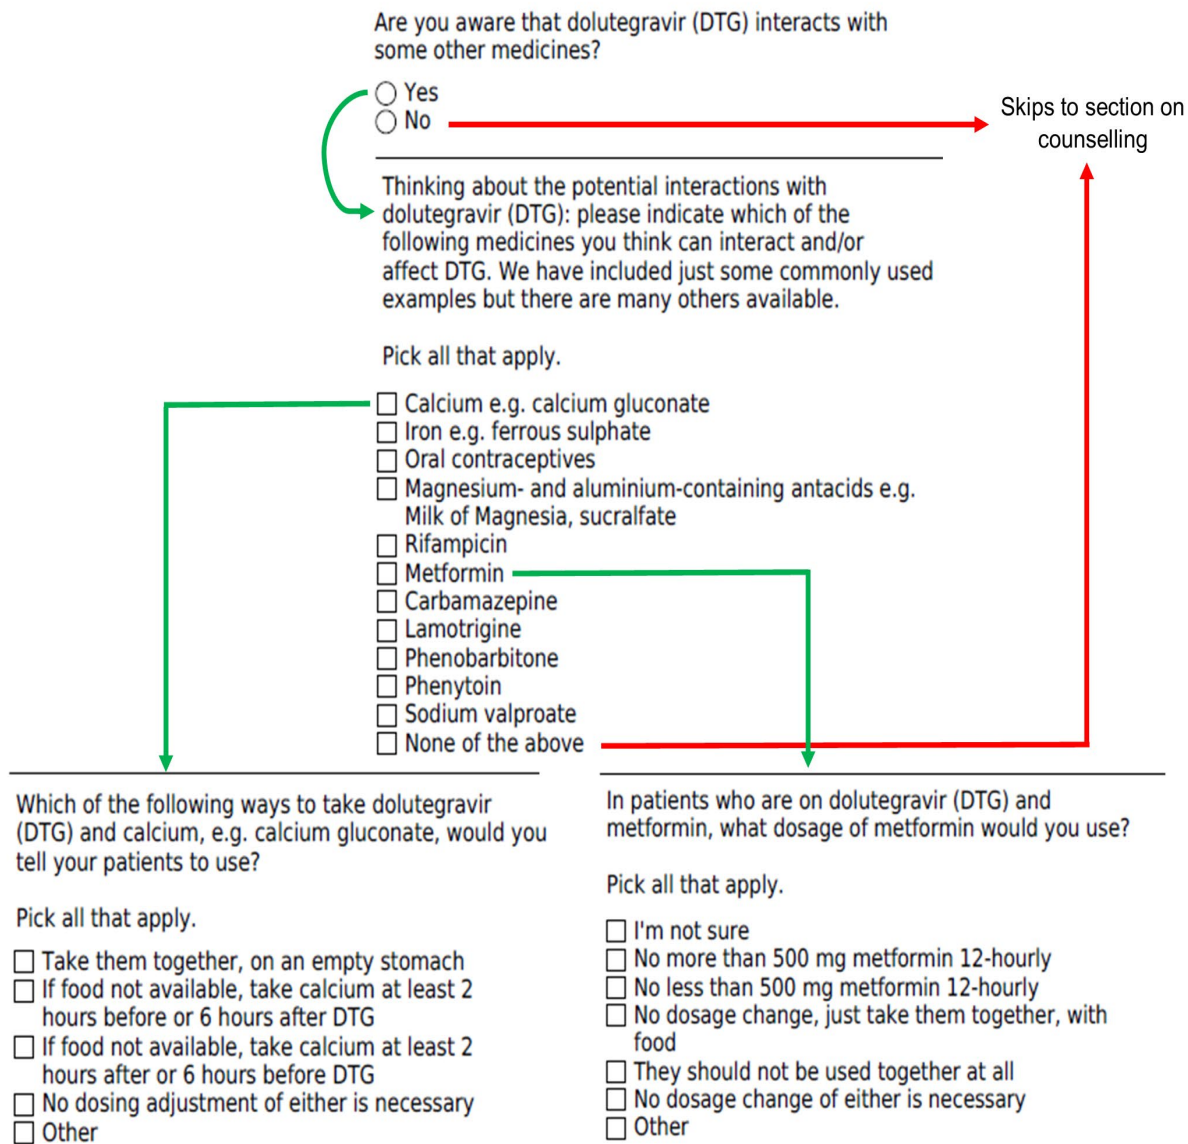 Are you aware that dolutegravir (DTG) interacts with
some other medicines?
Yes
No
Skips to section on
counselling
Thinking about the potential interactions with
dolutegravir (DTG): please indicate which of the
following medicines you think can interact and/or
affect DTG. We have included just some commonly used
examples but there are many others available.
Pick all that apply.
Calcium e.g. calcium gluconate
Iron e.g. ferrous sulphate
Oral contraceptives
Magnesium- and aluminium-containing antacids e.g.
Milk of Magnesia, sucralfate
Rifampicin
Metformin
Carbamazepine
Lamotrigine
Phenobarbitone
Phenytoin
Sodium valproate
None of the above
Which of the following ways to take dolutegravir
(DTG) and calcium, e.g. calcium gluconate, would you
tell your patients to use?
Pick all that apply.
Take them together, on an empty stomach
If food not available, take calcium at least 2
hours before or 6 hours after DTG
If food not available, take calcium at least 2
hours after or 6 hours before DTG
No dosing adjustment of either is necessary
Other
In patients who are on dolutegravir (DTG) and
metformin, what dosage of metformin would you use?
Pick all that apply.
I'm not sure
No more than 500 mg metformin 12-hourly
No less than 500 mg metformin 12-hourly
No dosage change, just take them together, with
food
They should not be used together at all
No dosage change of either is necessary
Other